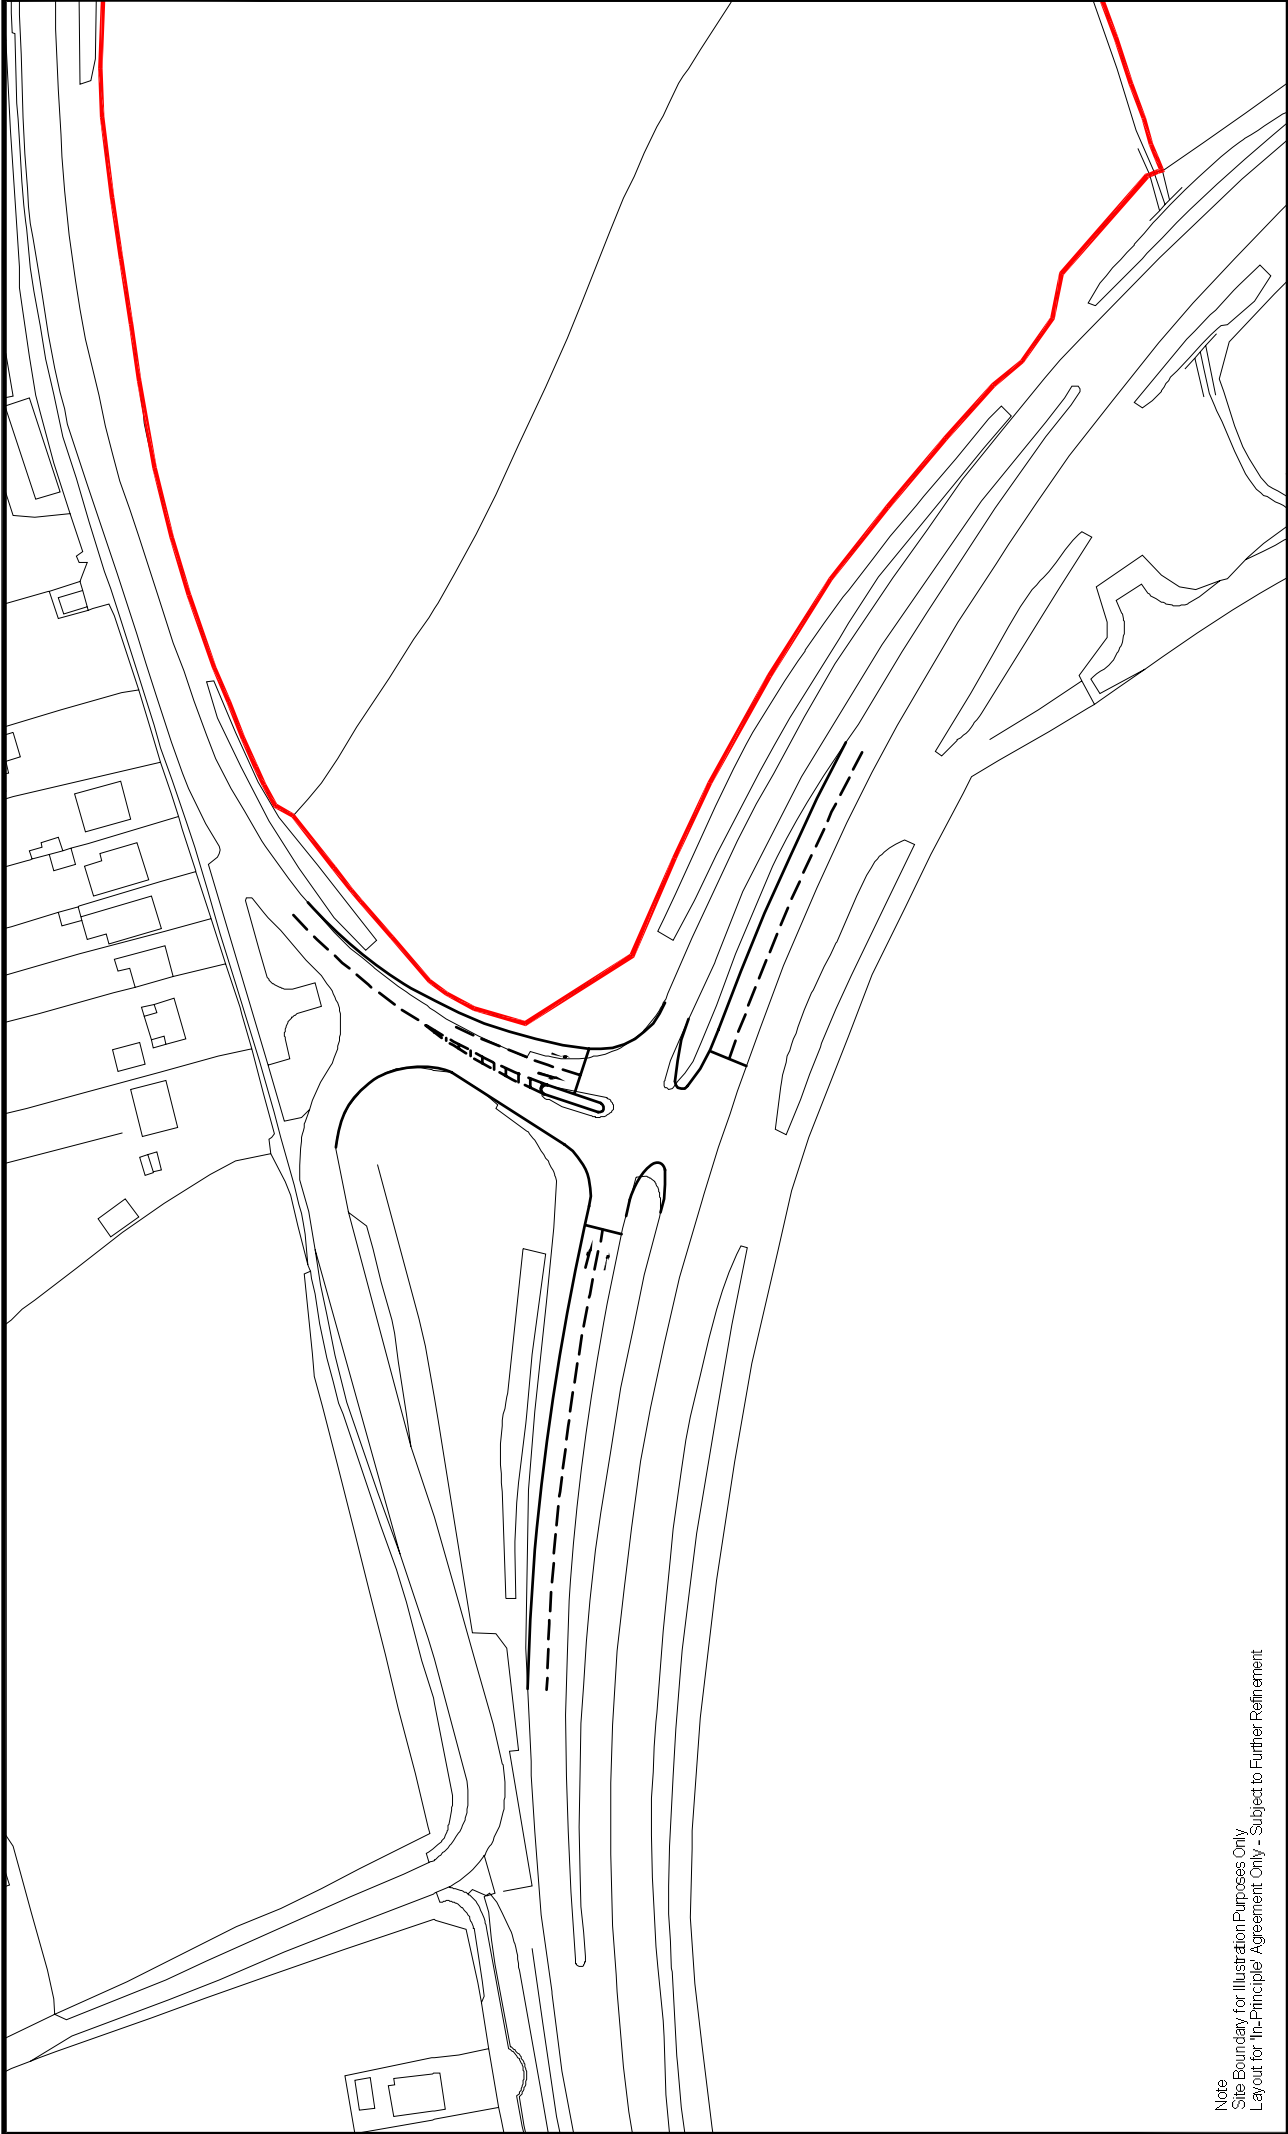 Note
Site Boundary for Illustration Purposes Only
Layout for 'In-Principle' Agreement Only - Subject to Further Refinement